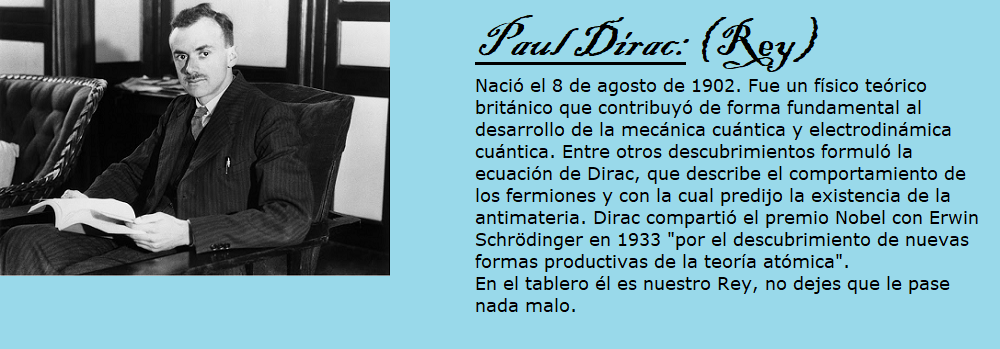 Paul Dirac: (Rey)
Nació el 8 de agosto de 1902. Fue un físico teórico
británico que contribuyó de forma fundamental al
desarrollo de la mecánica cuántica y electrodinámica
cuántica. Entre otros descubrimientos formuló la
ecuación de Dirac, que describe el comportamiento de
los fermiones y con la cual predijo la existencia de la
antimateria. Dirac compartió el premio Nobel con Erwin
Schrödinger en 1933 "por el descubrimiento de nuevas
formas productivas de la teoría atómica".
En el tablero él es nuestro Rey, no dejes que le pase
nada malo.